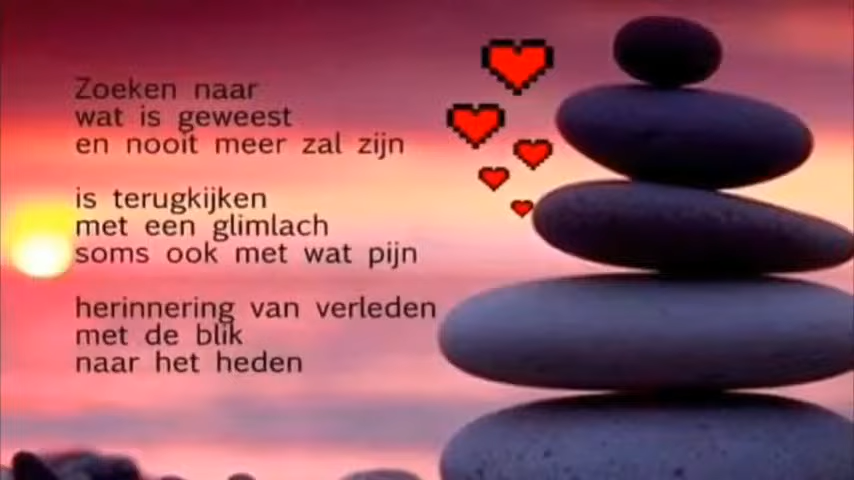 Zoeken naar
wat is geweest
en nooit meer zal zijn
is terugkijken
met een glimlach
soms ook met wat pijn
herinnering van verleden
met de blik
naar het heden